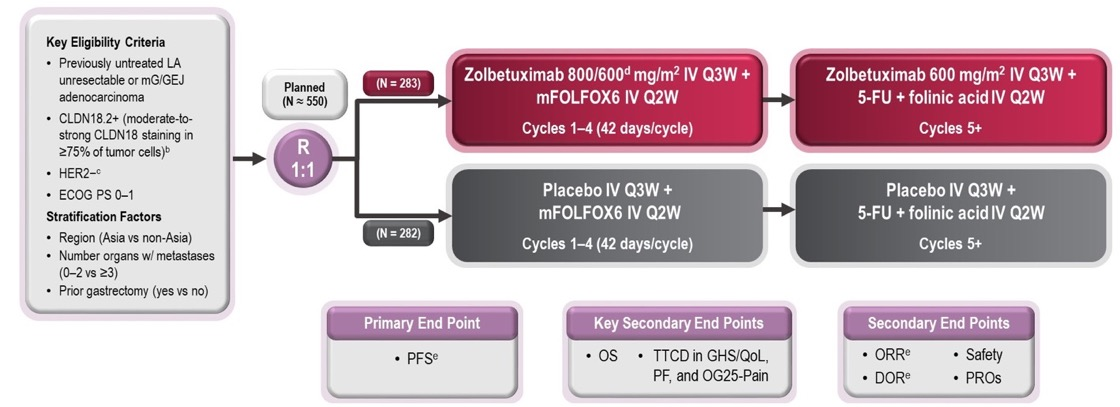 Key Eligibility Criteria
• Previously untreated LA
unresectable or mG/GEJ
adenocarcinoma
• CLDN18.2+ (moderate-to-
strong CLDN18 staining in
≥75% of tumor cells)ᵇ
• HER2−ᶜ
• ECOG PS 0–1
Stratification Factors
• Region (Asia vs non-Asia)
• Number organs w/ metastases
(0–2 vs ≥3)
• Prior gastrectomy (yes vs no)
Planned
(N ≈ 550)
R
1:1
(N = 283)
Zolbetuximab 800/600ᵈ mg/m² IV Q3W +
mFOLFOX6 IV Q2W
Cycles 1–4 (42 days/cycle)
Zolbetuximab 600 mg/m² IV Q3W +
5-FU + folinic acid IV Q2W
Cycles 5+
(N = 282)
Placebo IV Q3W +
mFOLFOX6 IV Q2W
Cycles 1–4 (42 days/cycle)
Placebo IV Q3W +
5-FU + folinic acid IV Q2W
Cycles 5+
Primary End Point
• PFSᵉ
Key Secondary End Points
• OS • TTCD in GHS/QoL,
PF, and OG25-Pain
Secondary End Points
• ORRᵉ • Safety
• DORᵉ • PROs